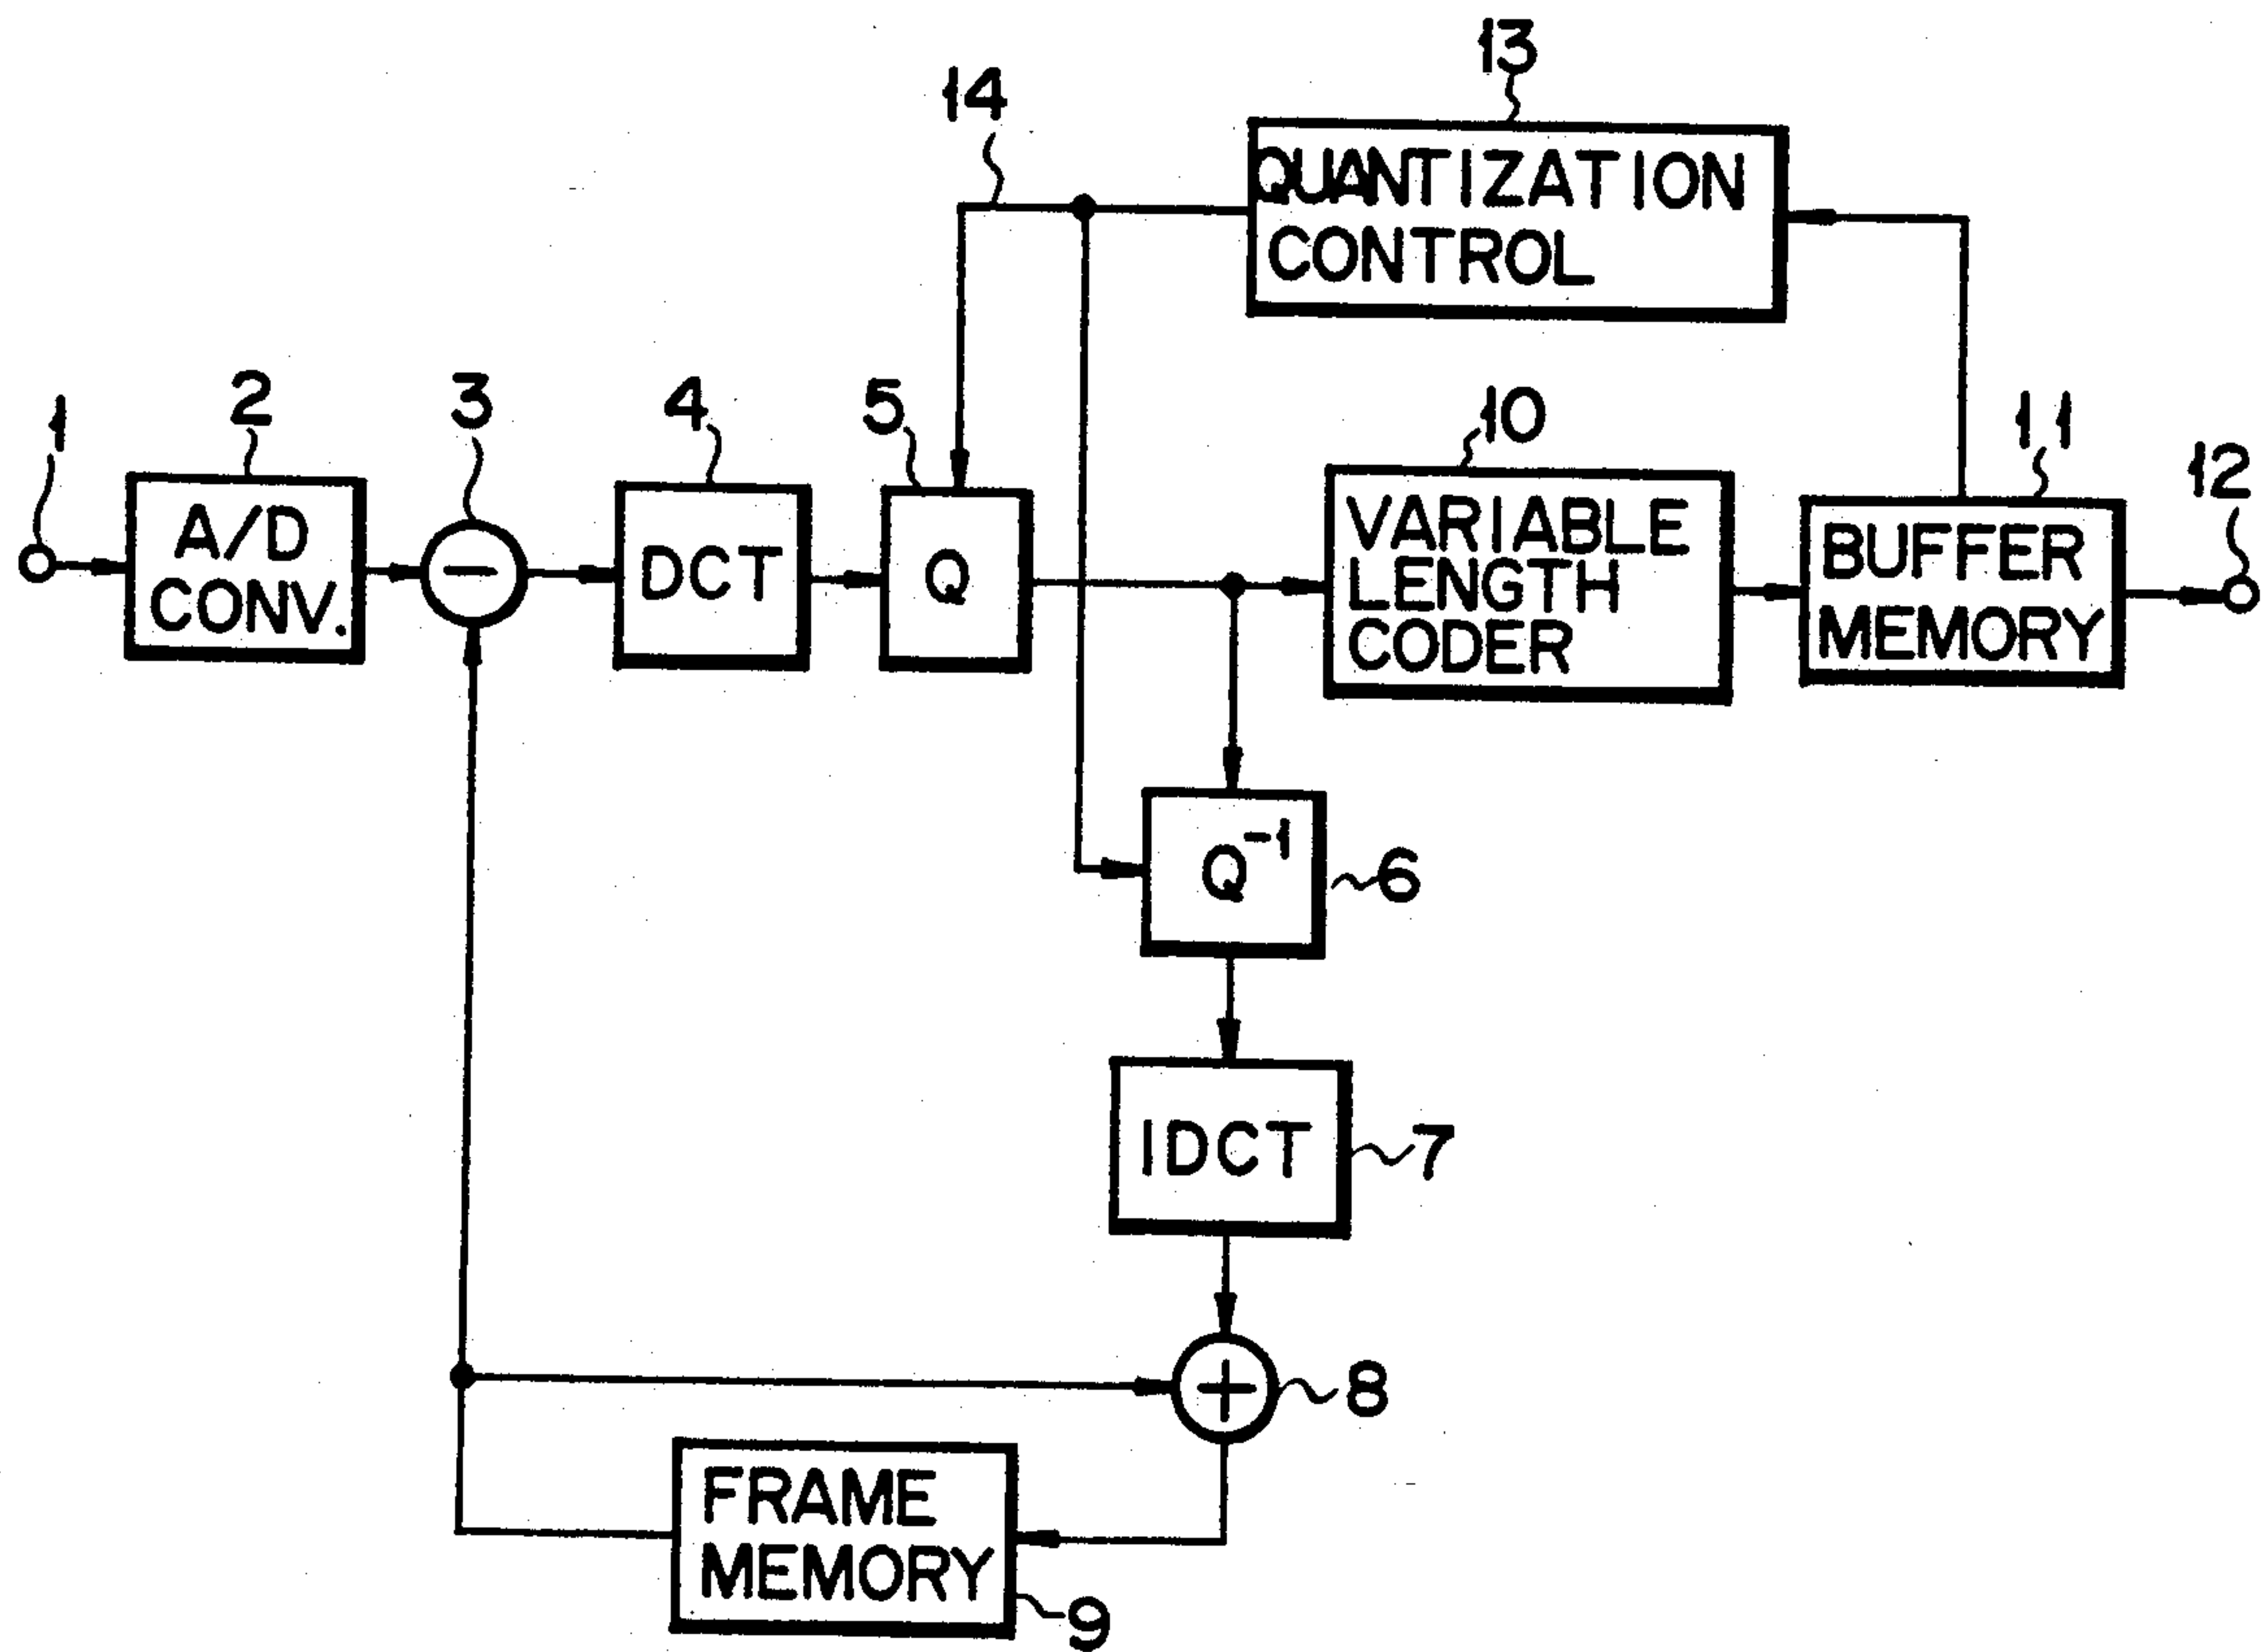 13
14
QUANTIZATION
CONTROL
1
2
3
4
5
10
11
12
A/D
CONV.
−
DCT
Q
VARIABLE
LENGTH
CODER
BUFFER
MEMORY
Q⁻¹
6
IDCT
7
+
8
FRAME
MEMORY
9